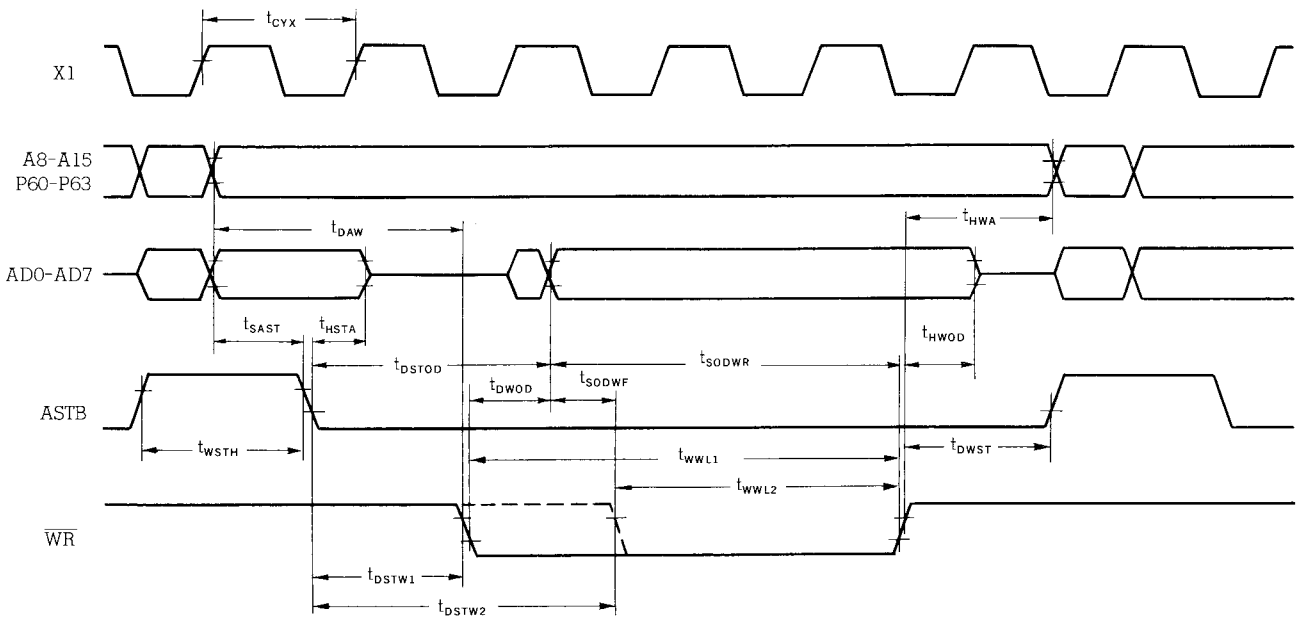 tCYX
X1
A8-A15
P60-P63
tDAW
tHWA
AD0-AD7
tSAST
tHSTA
tDSTOD
tSODWR
tHWOD
tDWOD
tSODWF
ASTB
tWSTH
tWWL1
tDWST
tWWL2
WR
tDSTW1
tDSTW2